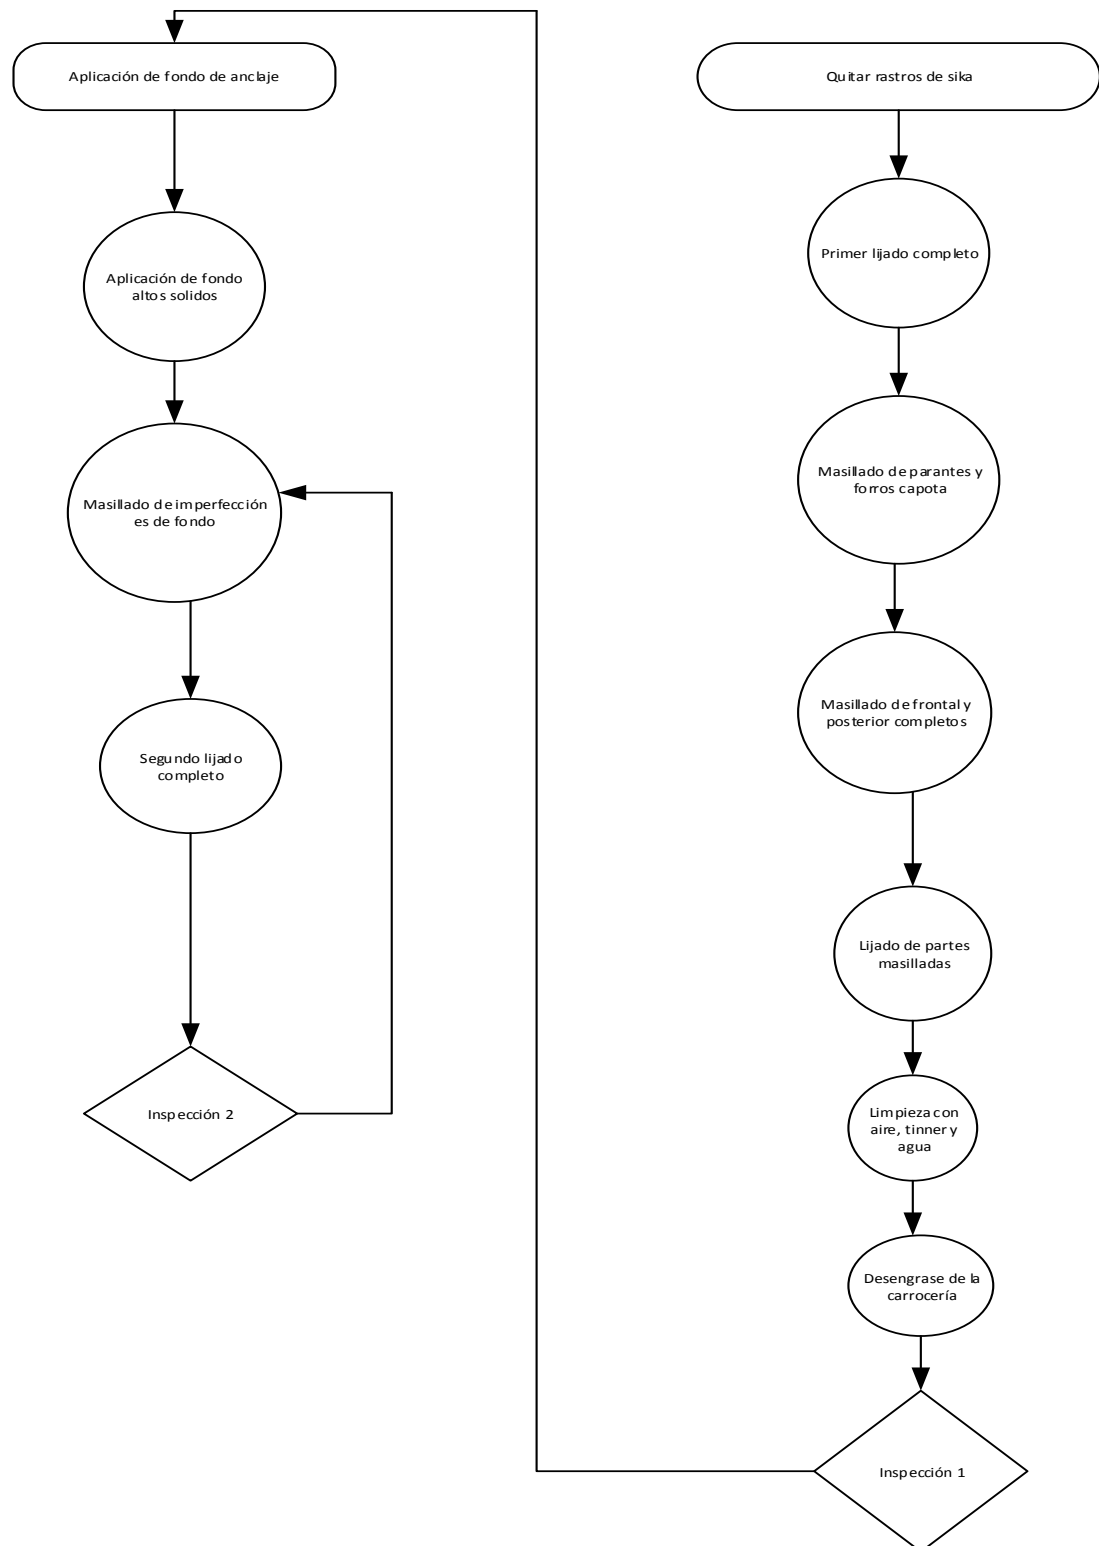 Aplicación de fondo de anclaje
Aplicación de fondo
altos solidos
Masillado de imperfección
es de fondo
Segundo lijado
completo
Inspección 2
Quitar rastros de sika
Primer lijado completo
Masillado de parantes y
forros capota
Masillado de frontal y
posterior completos
Lijado de partes
masilladas
Limpieza con
aire, tinner y
agua
Desengrase de la
carrocería
Inspección 1